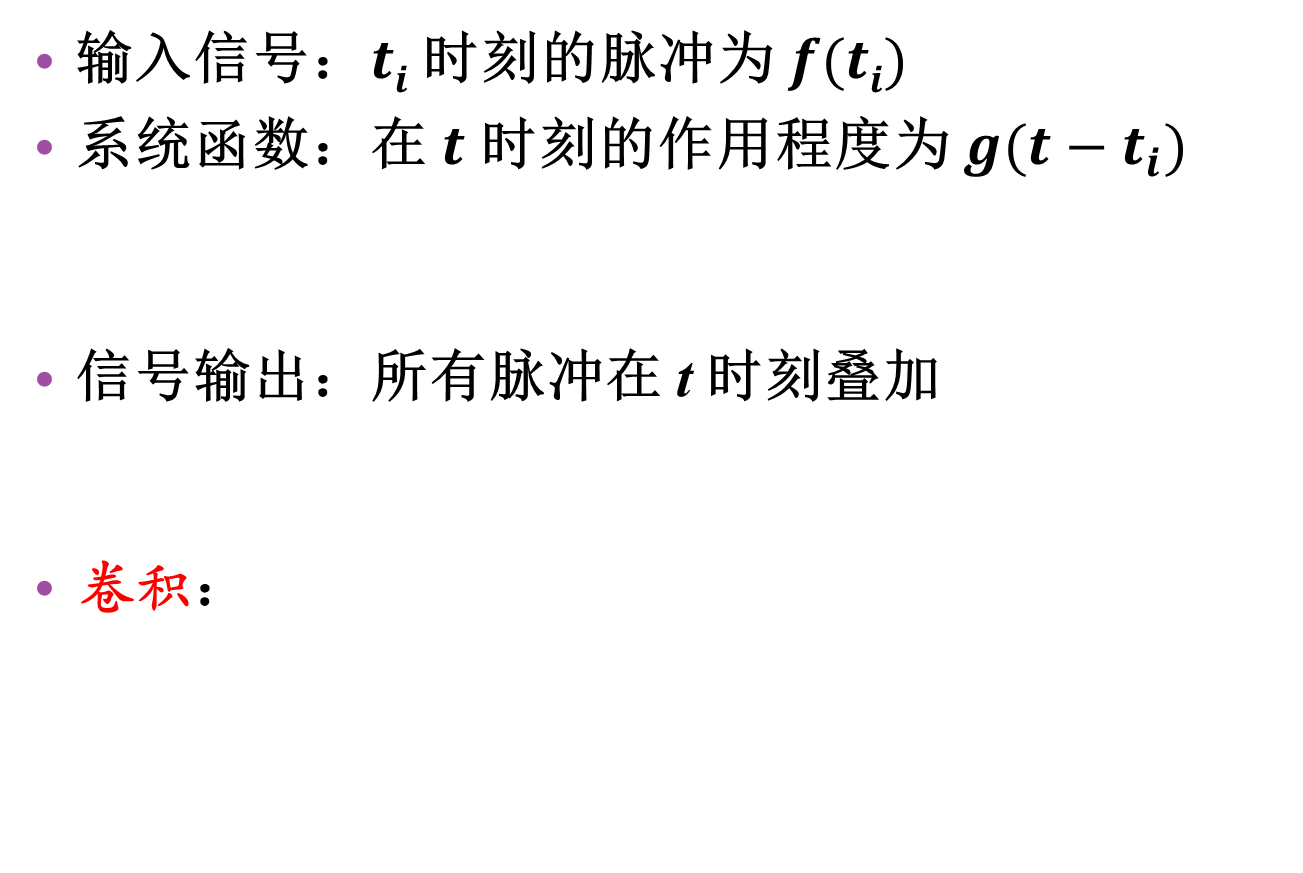 • 输入信号：𝒕ᵢ 时刻的脉冲为 𝒇(𝒕ᵢ)
• 系统函数：在 𝒕 时刻的作用程度为 𝒈(𝒕 − 𝒕ᵢ)
• 信号输出：所有脉冲在 t 时刻叠加
• 卷积：